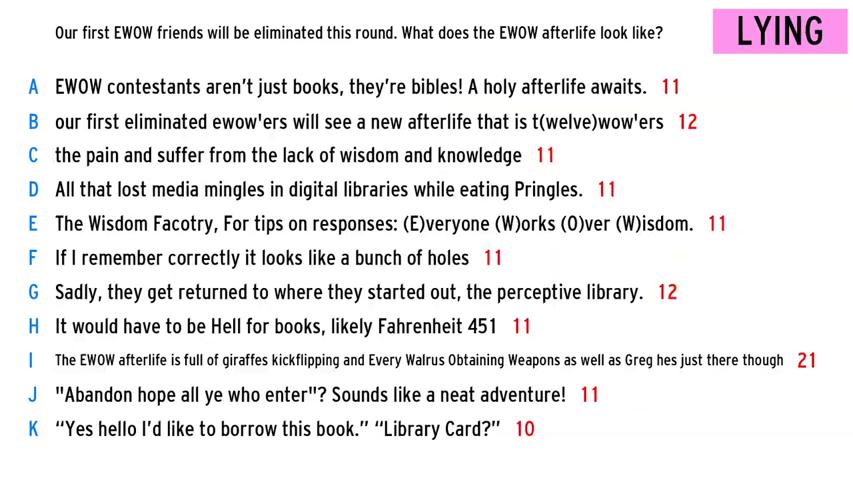 Our first EWOW friends will be eliminated this round. What does the EWOW afterlife look like?
LYING
A EWOW contestants aren't just books, they're bibles! A holy afterlife awaits. 11
B our first eliminated ewow'ers will see a new afterlife that is t(welve)wow'ers 12
C the pain and suffer from the lack of wisdom and knowledge 11
D All that lost media mingles in digital libraries while eating Pringles. 11
E The Wisdom Facotry, For tips on responses: (E)veryone (W)orks (O)ver (W)isdom. 11
F If I remember correctly it looks like a bunch of holes 11
G Sadly, they get returned to where they started out, the perceptive library. 12
H It would have to be Hell for books, likely Fahrenheit 451 11
I The EWOW afterlife is full of giraffes kickflipping and Every Walrus Obtaining Weapons as well as Greg hes just there though 21
J "Abandon hope all ye who enter"? Sounds like a neat adventure! 11
K “Yes hello I'd like to borrow this book.” “Library Card?” 10